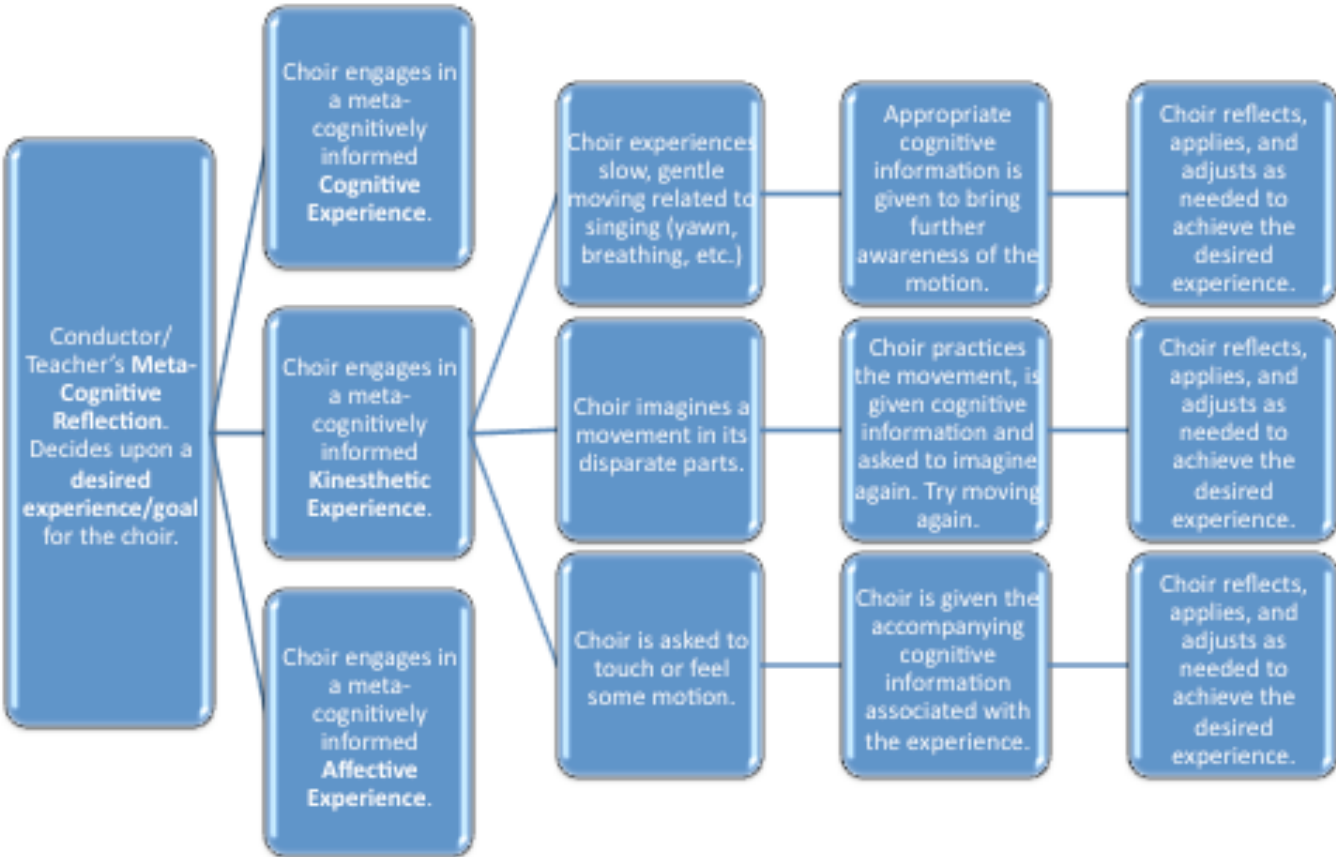 Conductor/
Teacher's Meta-
Cognitive
Reflection.
Decides upon a
desired
experience/goal
for the choir.
Choir engages in
a meta-
cognitively
informed
Cognitive
Experience.
Choir engages in
a meta-
cognitively
informed
Kinesthetic
Experience.
Choir engages in
a meta-
cognitively
informed
Affective
Experience.
Choir experiences
slow, gentle
moving related to
singing (yawn,
breathing, etc.)
Appropriate
cognitive
information is
given to bring
further
awareness of the
motion.
Choir reflects,
applies, and
adjusts as
needed to
achieve the
desired
experience.
Choir imagines a
movement in its
disparate parts.
Choir practices
the movement, is
given cognitive
information and
asked to imagine
again. Try moving
again.
Choir reflects,
applies, and
adjusts as
needed to
achieve the
desired
experience.
Choir is asked to
touch or feel
some motion.
Choir is given the
accompanying
cognitive
information
associated with
the experience.
Choir reflects,
applies, and
adjusts as
needed to
achieve the
desired
experience.